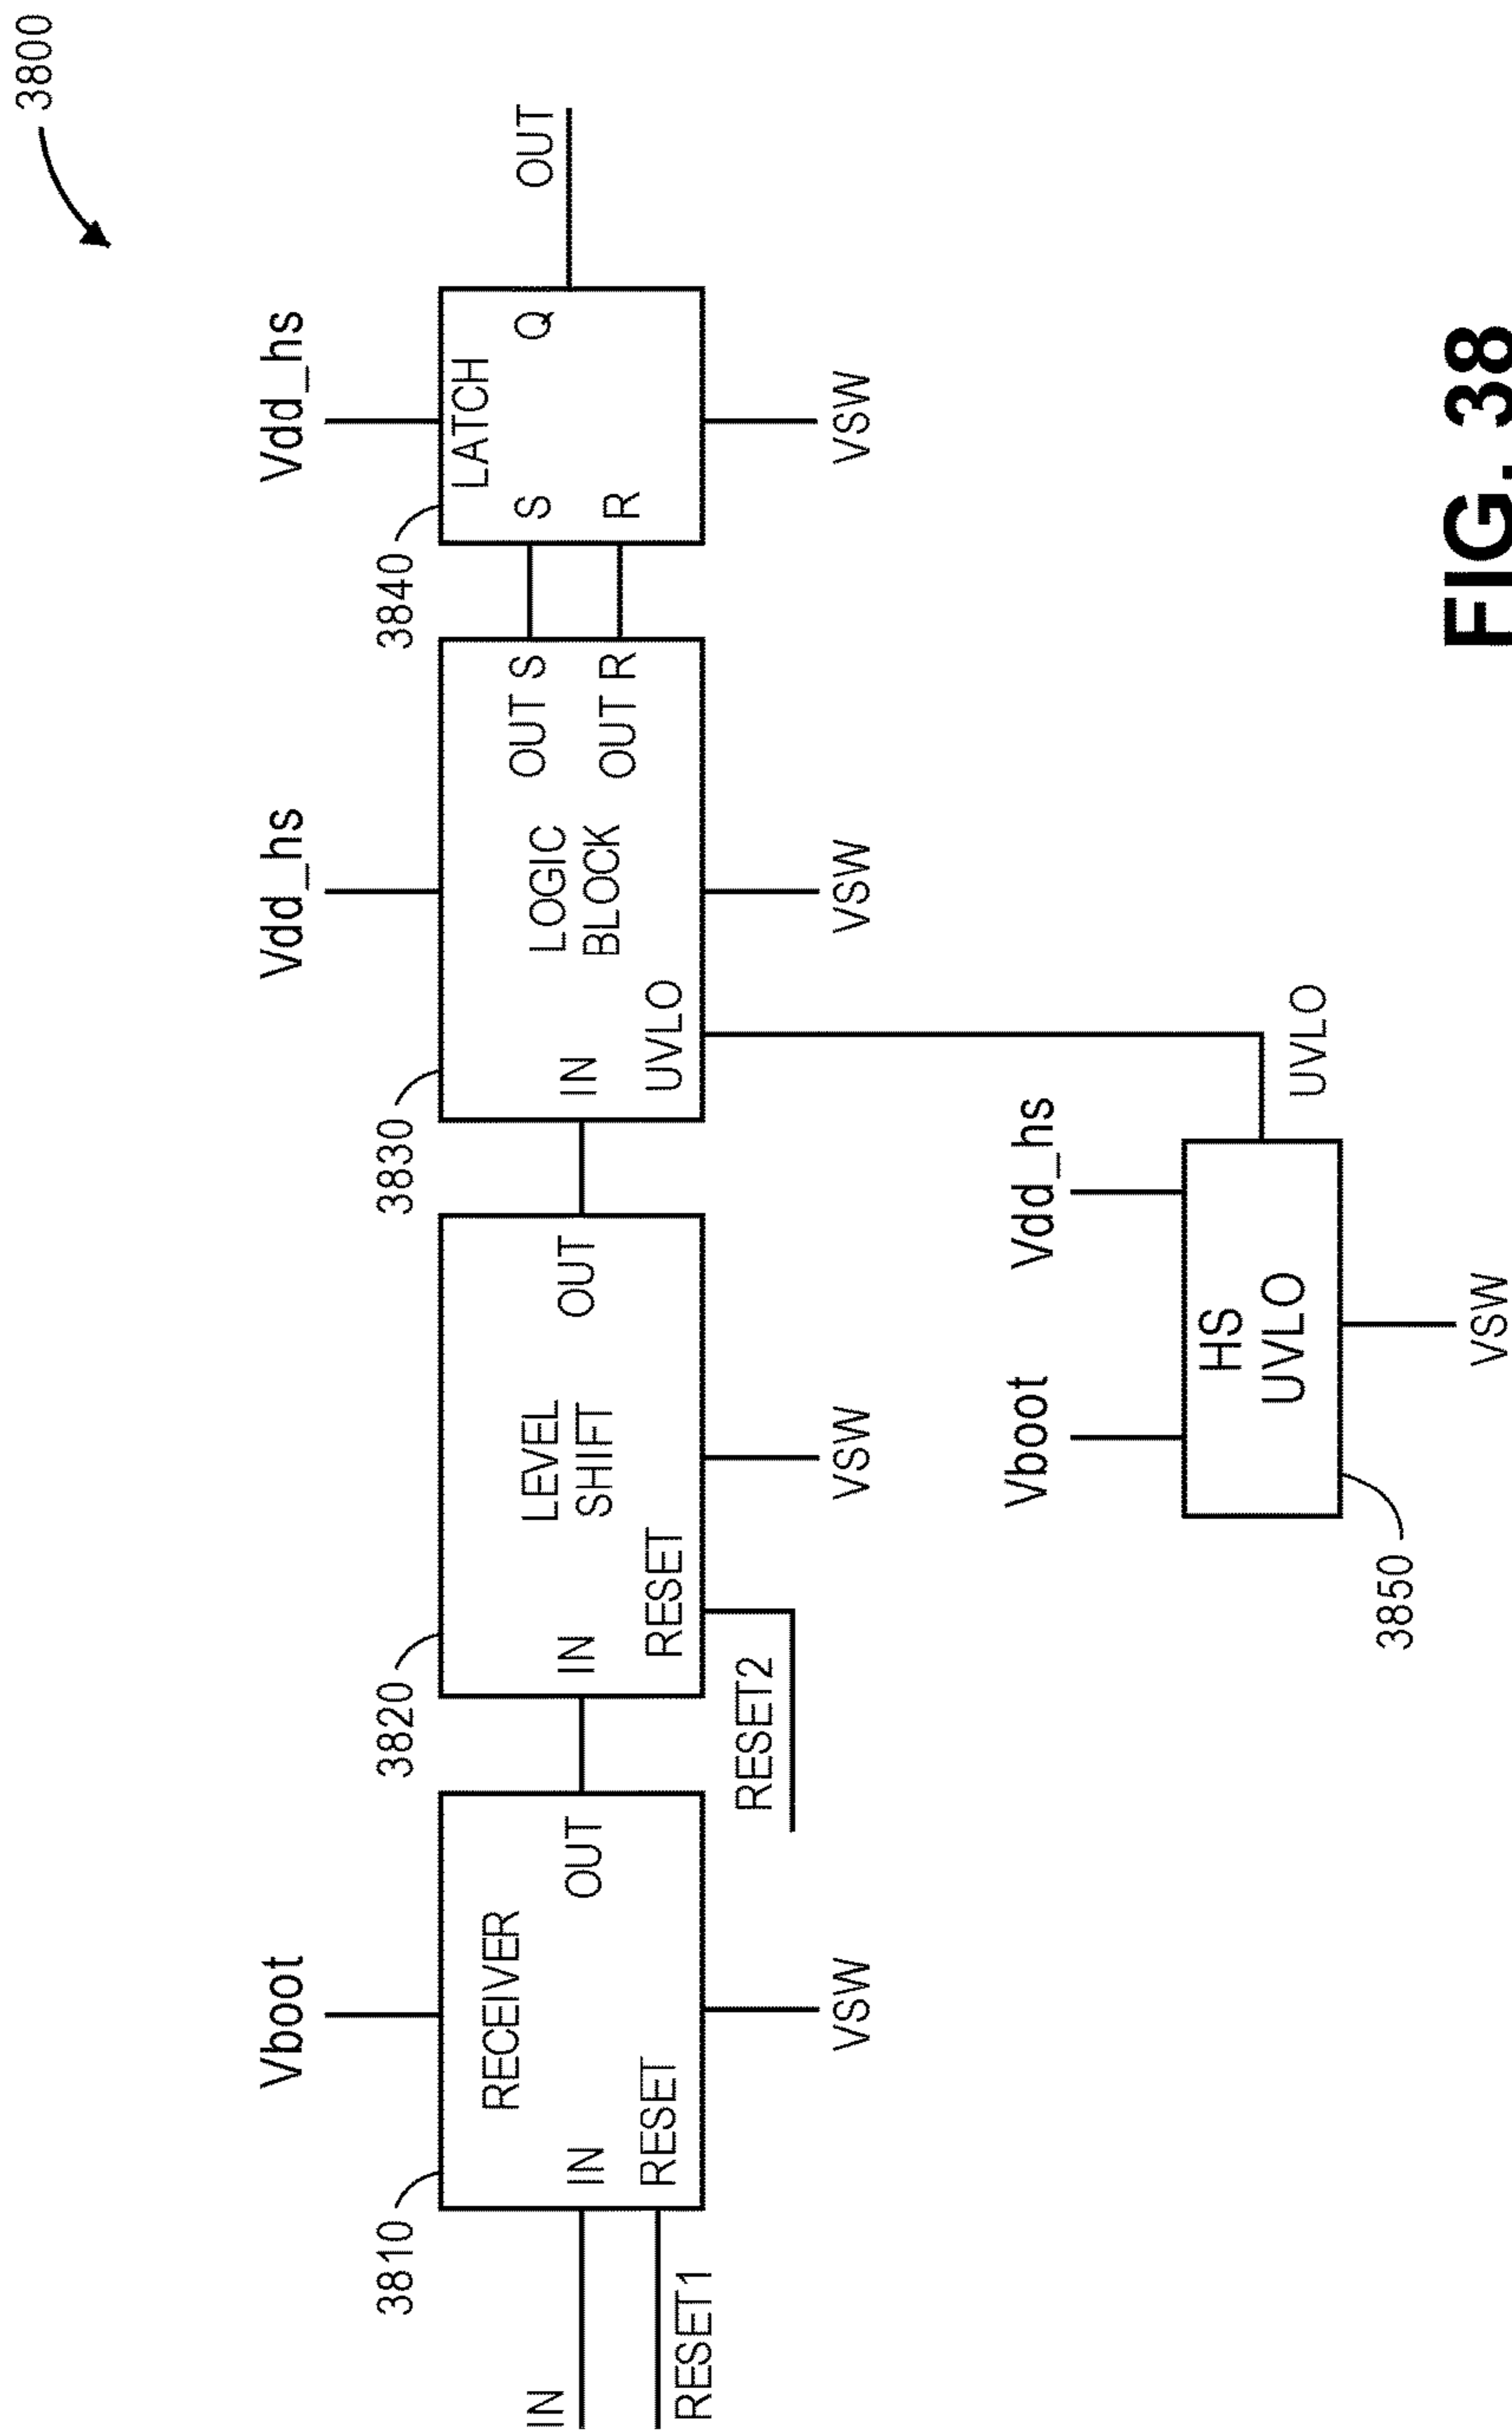 3800
Vboot
Vdd_hs
Vdd_hs
3810
3820
3830
3840
IN
RESET1
RECEIVER
IN
OUT
RESET
VSW
RESET2
LEVEL
SHIFT
IN
OUT
RESET
VSW
LOGIC
BLOCK
IN
UVLO
OUT S
OUT R
VSW
LATCH
S
R
Q
VSW
OUT
Vboot
Vdd_hs
HS
UVLO
UVLO
3850
VSW
FIG. 38